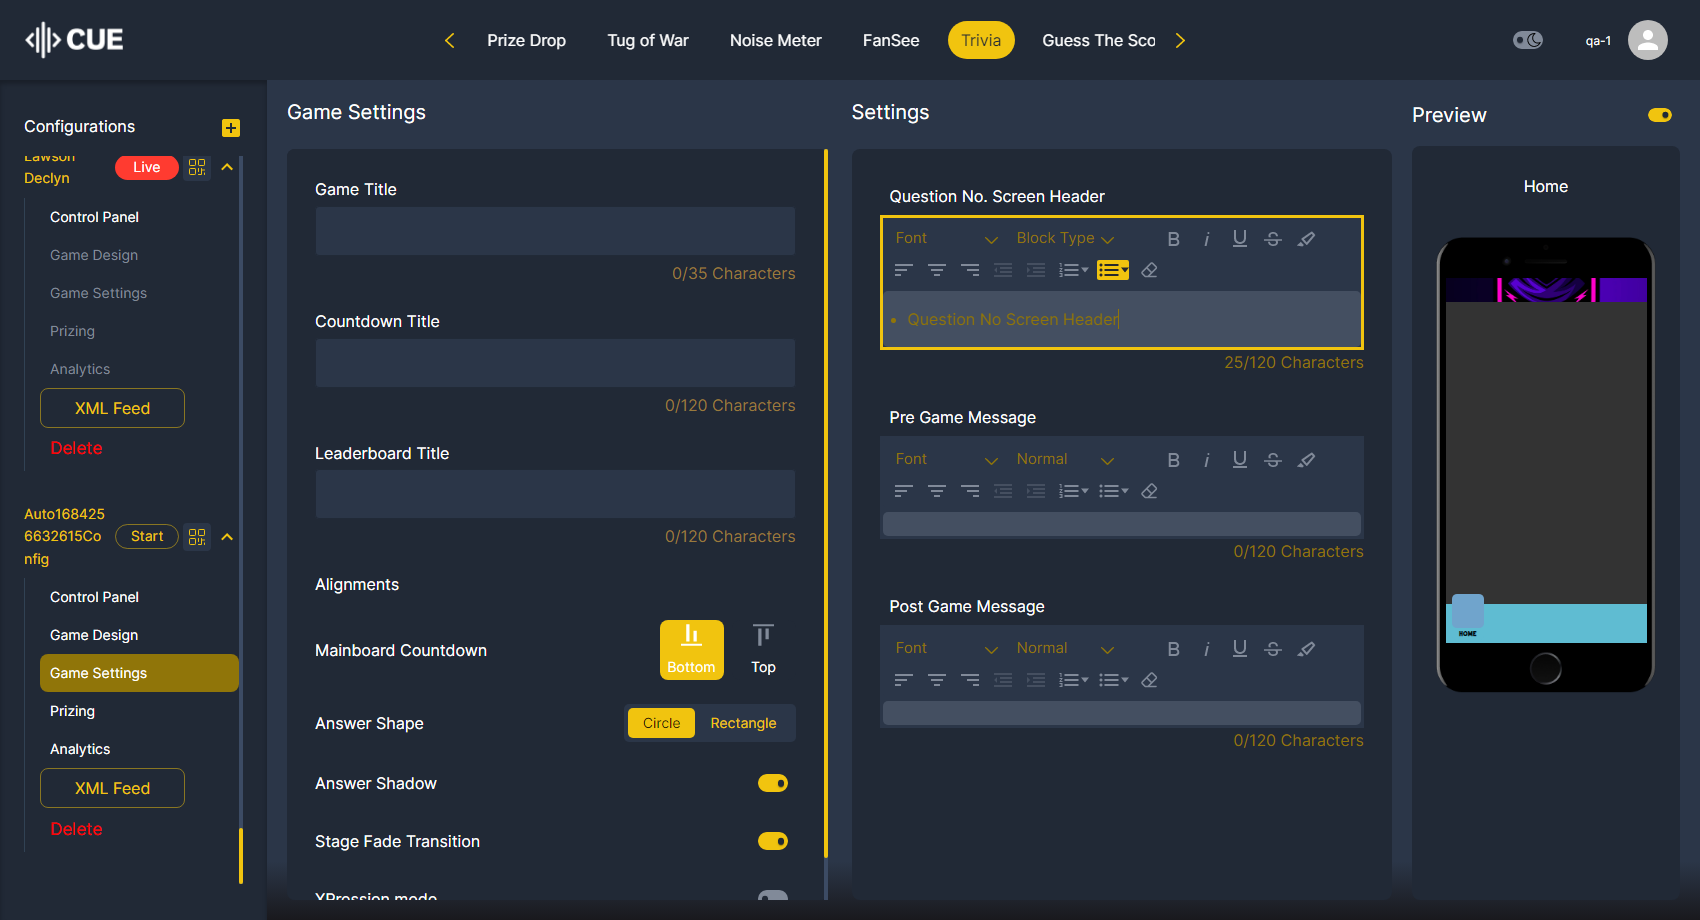 CUE
Prize Drop
Tug of War
Noise Meter
FanSee
Trivia
Guess The Sco
qa-1
Configurations
Lawson
Declyn
Live
Control Panel
Game Design
Game Settings
Prizing
Analytics
XML Feed
Delete
Auto168425
6632615Co
nfig
Start
Control Panel
Game Design
Game Settings
Prizing
Analytics
XML Feed
Delete
Game Settings
Game Title
0/35 Characters
Countdown Title
0/120 Characters
Leaderboard Title
0/120 Characters
Alignments
Mainboard Countdown
Bottom
Top
Answer Shape
Circle
Rectangle
Answer Shadow
Stage Fade Transition
XPression mode
Settings
Question No. Screen Header
Font
Block Type
• Question No Screen Header
25/120 Characters
Pre Game Message
Font
Normal
0/120 Characters
Post Game Message
Font
Normal
0/120 Characters
Preview
Home
HOME